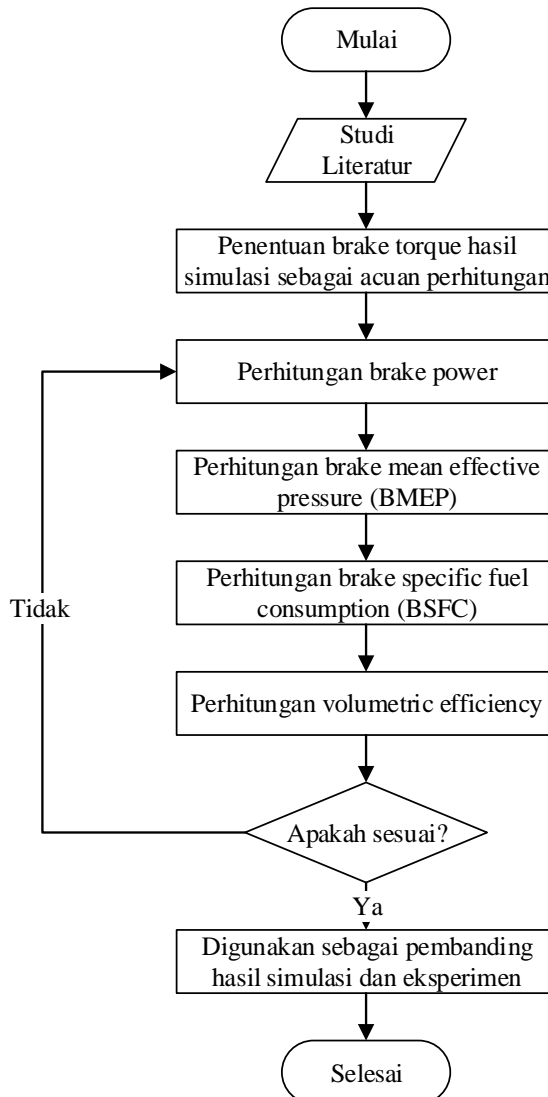 Mulai
Studi
Literatur
Penentuan brake torque hasil
simulasi sebagai acuan perhitungan
Perhitungan brake power
Perhitungan brake mean effective
pressure (BMEP)
Perhitungan brake specific fuel
consumption (BSFC)
Tidak
Perhitungan volumetric efficiency
Apakah sesuai?
Ya
Digunakan sebagai pembanding
hasil simulasi dan eksperimen
Selesai